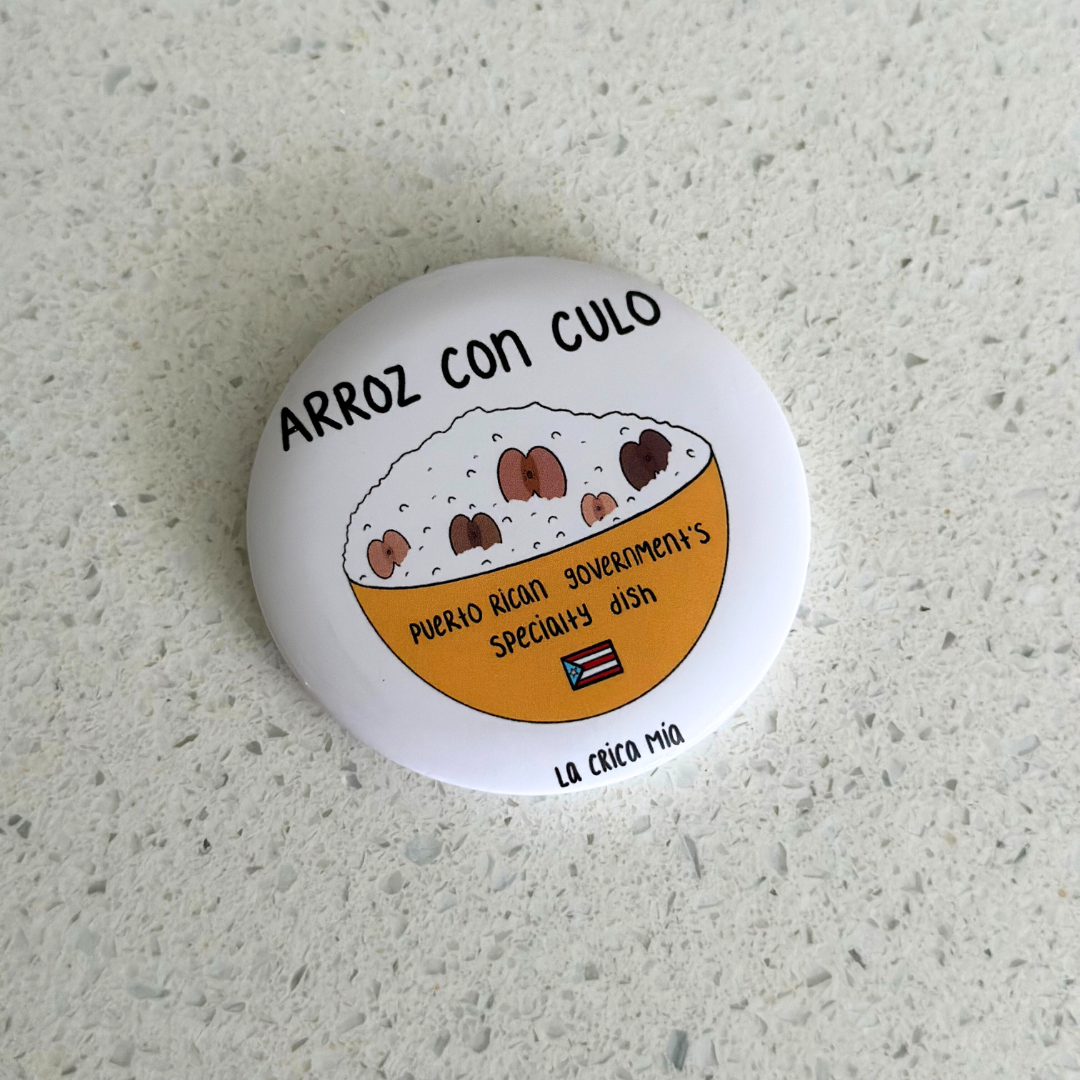 ARROZ CON CULO
PUERTO RICAN GOVERNMENT'S
SPECIALTY DISH
LA CRICA MÍA